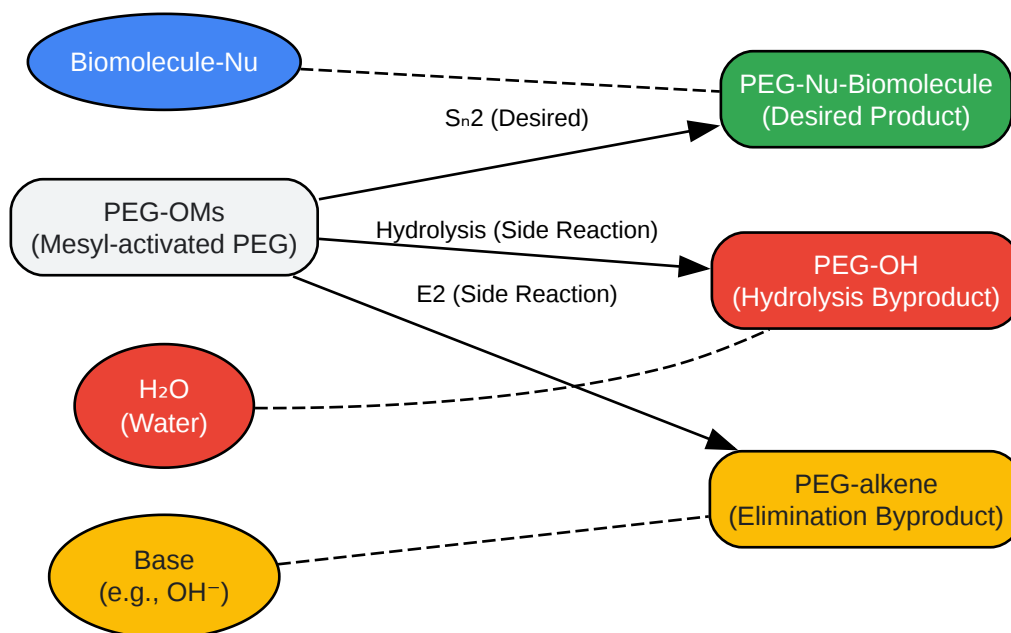 Biomolecule-Nu
PEG-Nu-Biomolecule
(Desired Product)
Sₙ2 (Desired)
PEG-OMs
(Mesyl-activated PEG)
Hydrolysis (Side Reaction)
PEG-OH
(Hydrolysis Byproduct)
E2 (Side Reaction)
H₂O
(Water)
PEG-alkene
(Elimination Byproduct)
Base
(e.g., OH⁻)